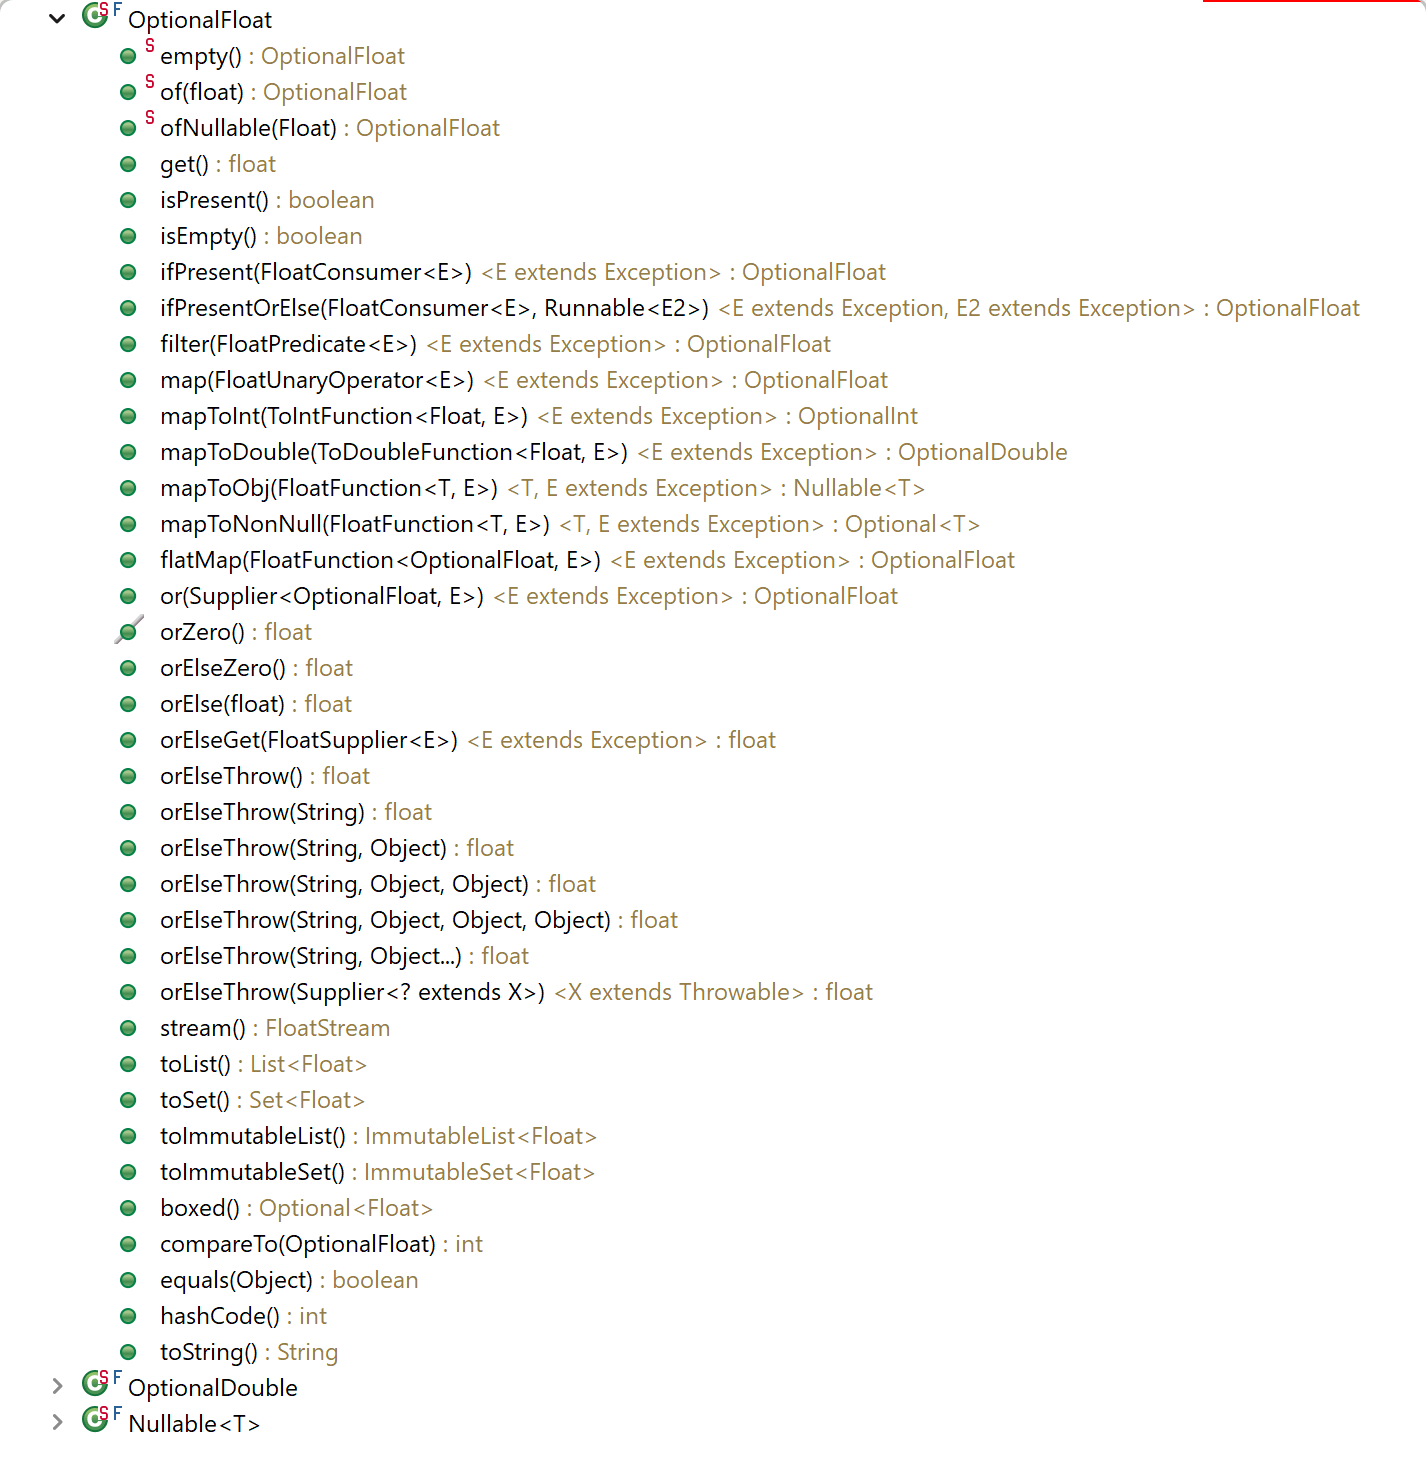 OptionalFloat
empty() : OptionalFloat
of(float) : OptionalFloat
ofNullable(Float) : OptionalFloat
get() : float
isPresent() : boolean
isEmpty() : boolean
ifPresent(FloatConsumer<E>) <E extends Exception> : OptionalFloat
ifPresentOrElse(FloatConsumer<E>, Runnable<E2>) <E extends Exception, E2 extends Exception> : OptionalFloat
filter(FloatPredicate<E>) <E extends Exception> : OptionalFloat
map(FloatUnaryOperator<E>) <E extends Exception> : OptionalFloat
mapToInt(ToIntFunction<Float, E>) <E extends Exception> : OptionalInt
mapToDouble(ToDoubleFunction<Float, E>) <E extends Exception> : OptionalDouble
mapToObj(FloatFunction<T, E>) <T, E extends Exception> : Nullable<T>
mapToNonNull(FloatFunction<T, E>) <T, E extends Exception> : Optional<T>
flatMap(FloatFunction<OptionalFloat, E>) <E extends Exception> : OptionalFloat
or(Supplier<OptionalFloat, E>) <E extends Exception> : OptionalFloat
orZero() : float
orElseZero() : float
orElse(float) : float
orElseGet(FloatSupplier<E>) <E extends Exception> : float
orElseThrow() : float
orElseThrow(String) : float
orElseThrow(String, Object) : float
orElseThrow(String, Object, Object) : float
orElseThrow(String, Object, Object, Object) : float
orElseThrow(String, Object...) : float
orElseThrow(Supplier<? extends X>) <X extends Throwable> : float
stream() : FloatStream
toList() : List<Float>
toSet() : Set<Float>
toImmutableList() : ImmutableList<Float>
toImmutableSet() : ImmutableSet<Float>
boxed() : Optional<Float>
compareTo(OptionalFloat) : int
equals(Object) : boolean
hashCode() : int
toString() : String
OptionalDouble
Nullable<T>